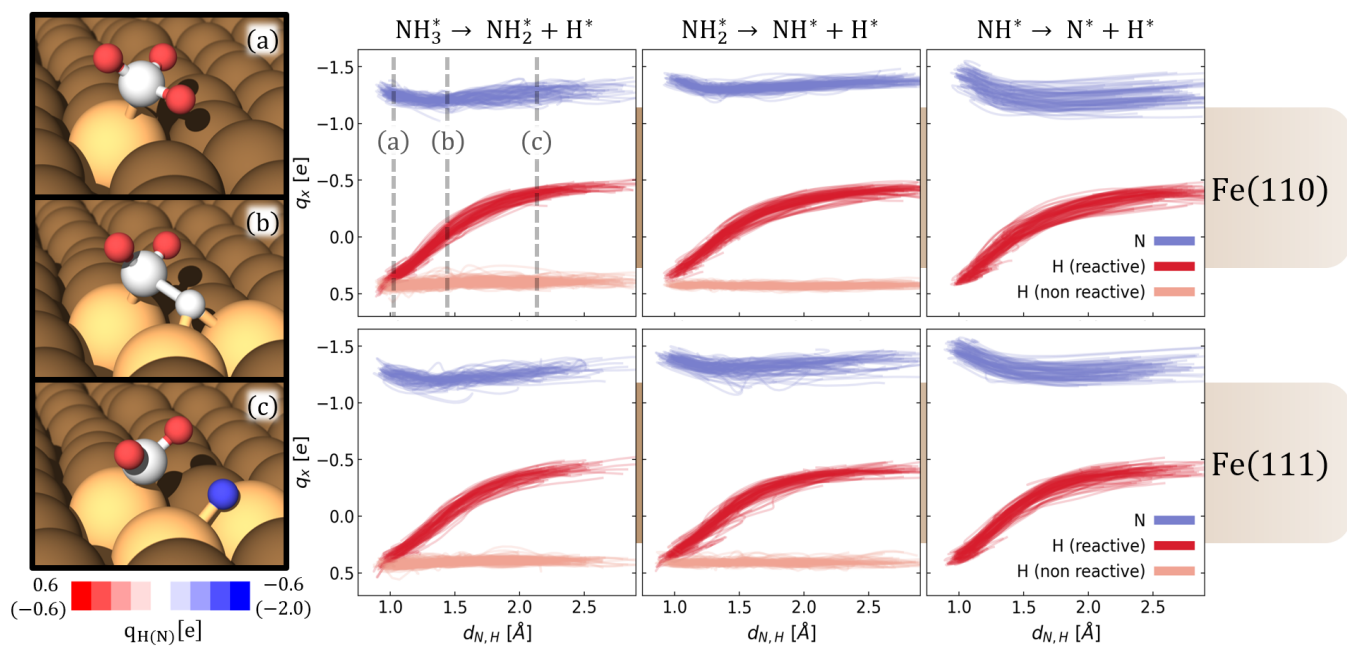 NH₃* → NH₂* + H*
NH₂* → NH* + H*
NH* → N* + H*
(a)
(b)
(c)
0.6
(−0.6)
−0.6
(−2.0)
q_H(N) [e]
q_x [e]
−1.5
−1.0
−0.5
0.0
0.5
(a)
(b)
(c)
N
H (reactive)
H (non reactive)
Fe(110)
q_x [e]
−1.5
−1.0
−0.5
0.0
0.5
N
H (reactive)
H (non reactive)
Fe(111)
1.0 1.5 2.0 2.5
d_N,H [Å]
1.0 1.5 2.0 2.5
d_N,H [Å]
1.0 1.5 2.0 2.5
d_N,H [Å]